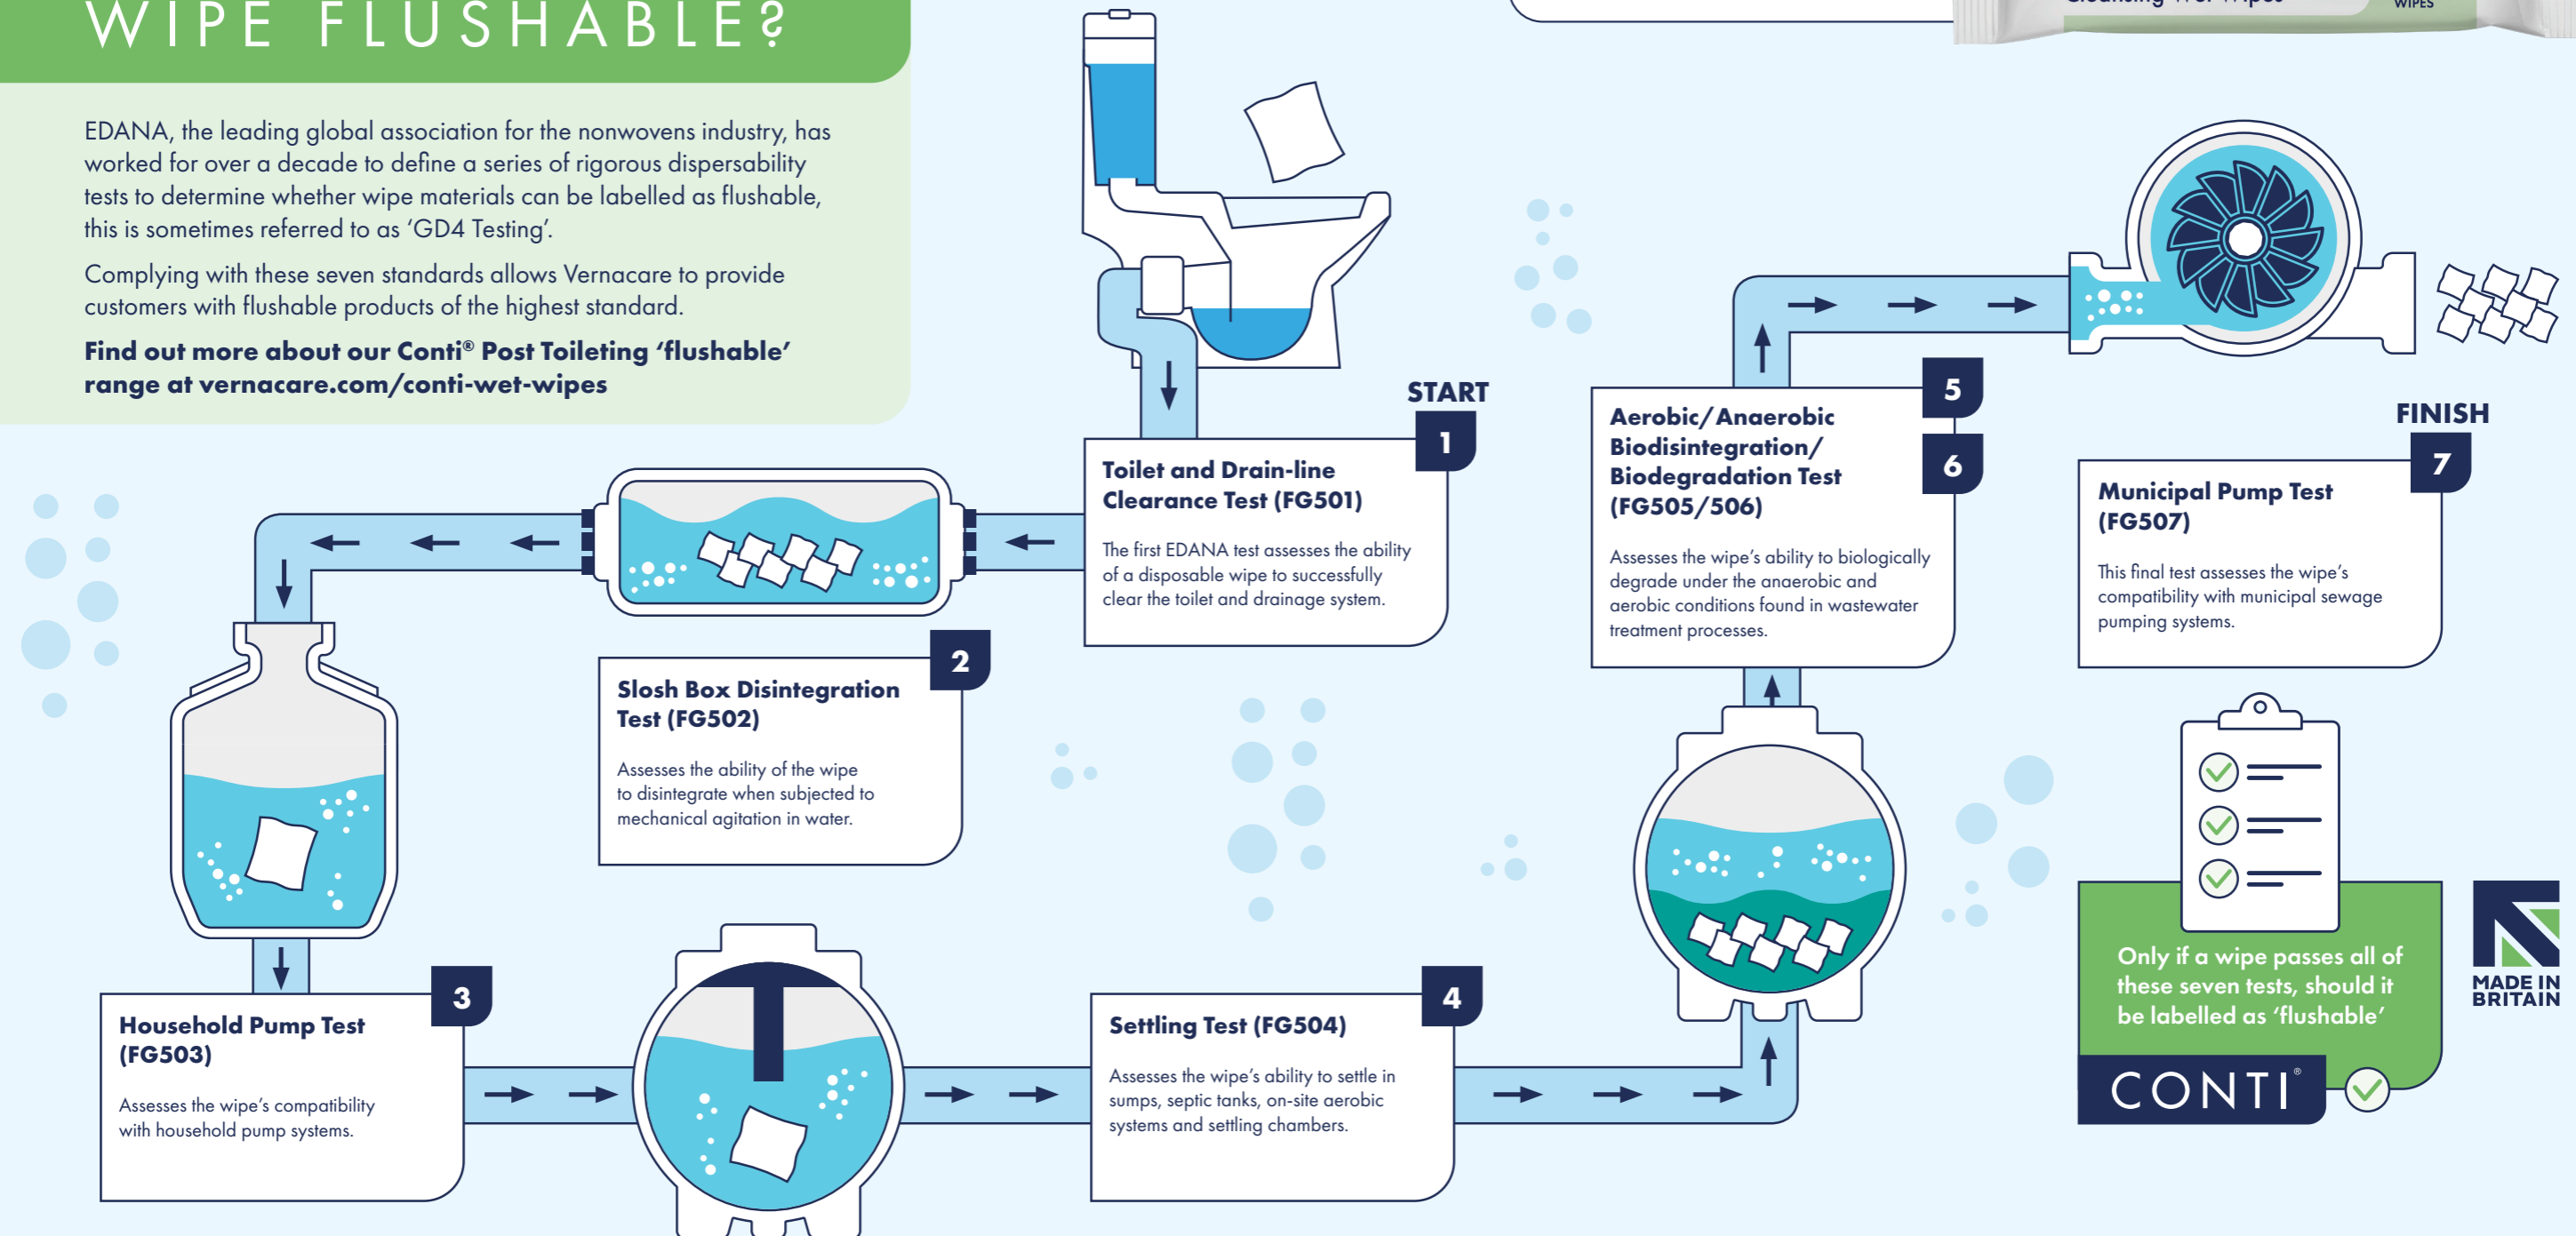 WIPE FLUSHABLE?
EDANA, the leading global association for the nonwovens industry, has
worked for over a decade to define a series of rigorous dispersability
tests to determine whether wipe materials can be labelled as flushable,
this is sometimes referred to as ‘GD4 Testing’.
Complying with these seven standards allows Vernacare to provide
customers with flushable products of the highest standard.
Find out more about our Conti® Post Toileting ‘flushable’
range at vernacare.com/conti-wet-wipes
WIPES
START
1
Toilet and Drain-line
Clearance Test (FG501)
The first EDANA test assesses the ability
of a disposable wipe to successfully
clear the toilet and drainage system.
2
Slosh Box Disintegration
Test (FG502)
Assesses the ability of the wipe
to disintegrate when subjected to
mechanical agitation in water.
3
Household Pump Test
(FG503)
Assesses the wipe’s compatibility
with household pump systems.
4
Settling Test (FG504)
Assesses the wipe’s ability to settle in
sumps, septic tanks, on-site aerobic
systems and settling chambers.
5
6
Aerobic/Anaerobic
Biodisintegration/
Biodegradation Test
(FG505/506)
Assesses the wipe’s ability to biologically
degrade under the anaerobic and
aerobic conditions found in wastewater
treatment processes.
FINISH
7
Municipal Pump Test
(FG507)
This final test assesses the wipe’s
compatibility with municipal sewage
pumping systems.
Only if a wipe passes all of
these seven tests, should it
be labelled as ‘flushable’
CONTI®
MADE IN
BRITAIN